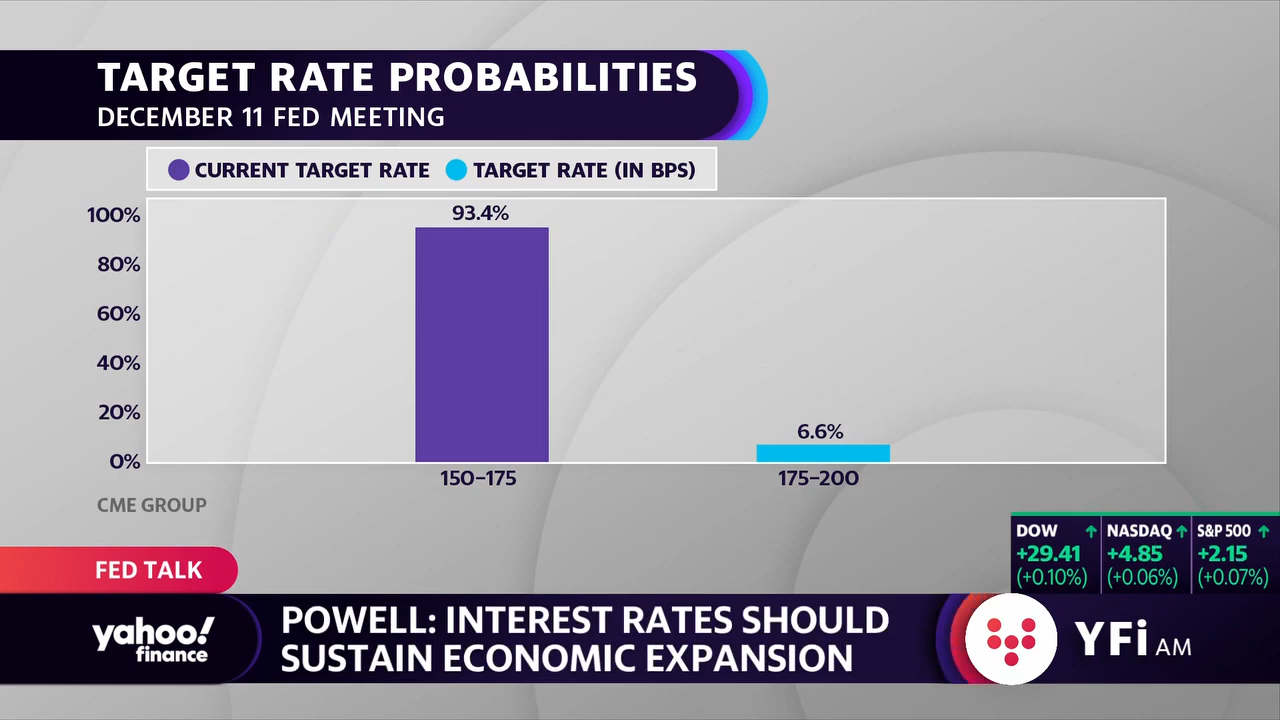 TARGET RATE PROBABILITIES
DECEMBER 11 FED MEETING
CURRENT TARGET RATE TARGET RATE (IN BPS)
100%
80%
60%
40%
20%
0%
93.4%
6.6%
150–175
175–200
CME GROUP
DOW
+29.41
(+0.10%)
NASDAQ
+4.85
(+0.06%)
S&P 500
+2.15
(+0.07%)
FED TALK
yahoo!
finance
POWELL: INTEREST RATES SHOULD
SUSTAIN ECONOMIC EXPANSION
YFi AM